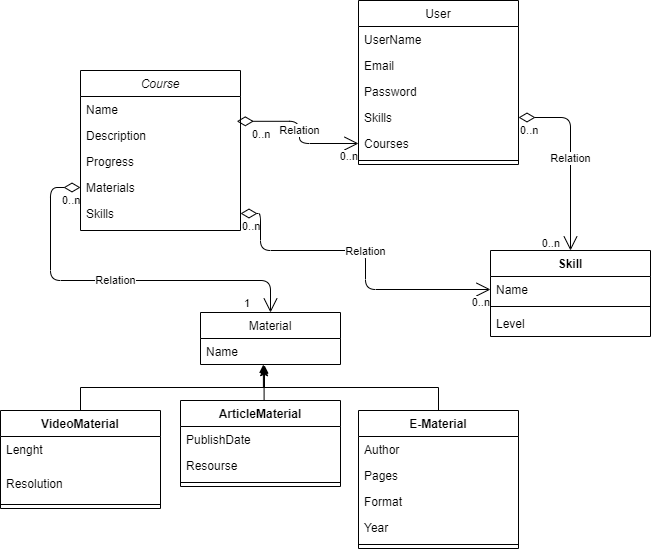 User
UserName
Email
Password
Skills
Courses
0..n
Relation
0..n
Course
Name
Description
Progress
Materials
Skills
0..n
Relation
0..n
0..n
Relation
0..n
0..n
Relation
1
Skill
Name
Level
Material
Name
VideoMaterial
Lenght
Resolution
ArticleMaterial
PublishDate
Resourse
E-Material
Author
Pages
Format
Year